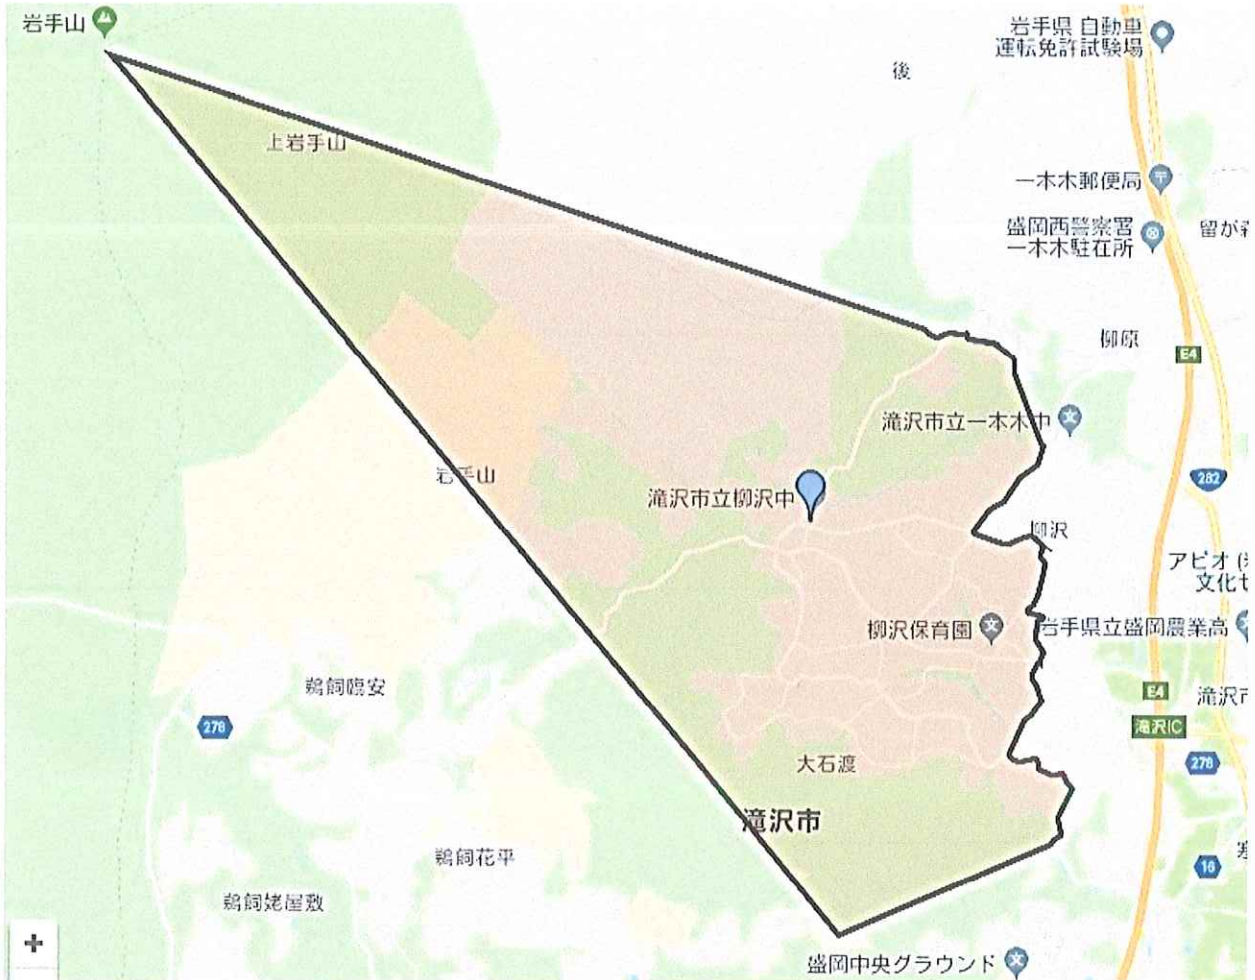 岩手山
岩手県 自動車
運転免許試験場
後
上岩手山
一本木郵便局
盛岡西警察署
一本木駐在所
留が
柳原
E4
滝沢市立一本木中
岩手山
滝沢市立柳沢中
282
柳沢
アピオ
文化セ
柳沢保育園
岩手県立盛岡農業高
鵜飼臨安
E4
滝沢市
278
滝沢IC
大石渡
278
滝沢市
鵜飼花平
16
鵜飼姥屋敷
+
盛岡中央グラウンド